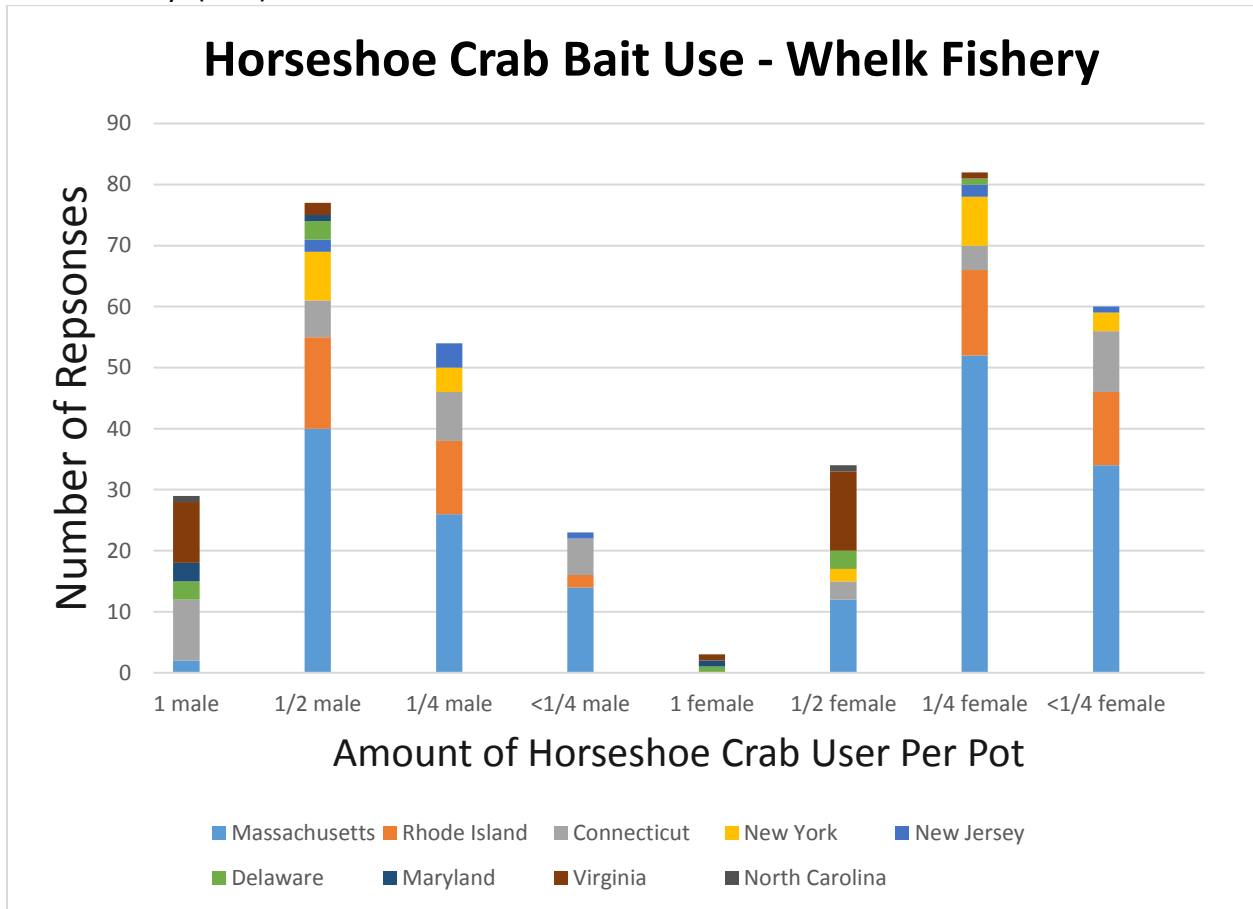 Horseshoe Crab Bait Use - Whelk Fishery
90
80
70
60
50
40
30
20
10
0
Number of Repsonses
1 male 1/2 male 1/4 male <1/4 male 1 female 1/2 female 1/4 female <1/4 female
Amount of Horseshoe Crab User Per Pot
Massachusetts Rhode Island Connecticut New York New Jersey
Delaware Maryland Virginia North Carolina